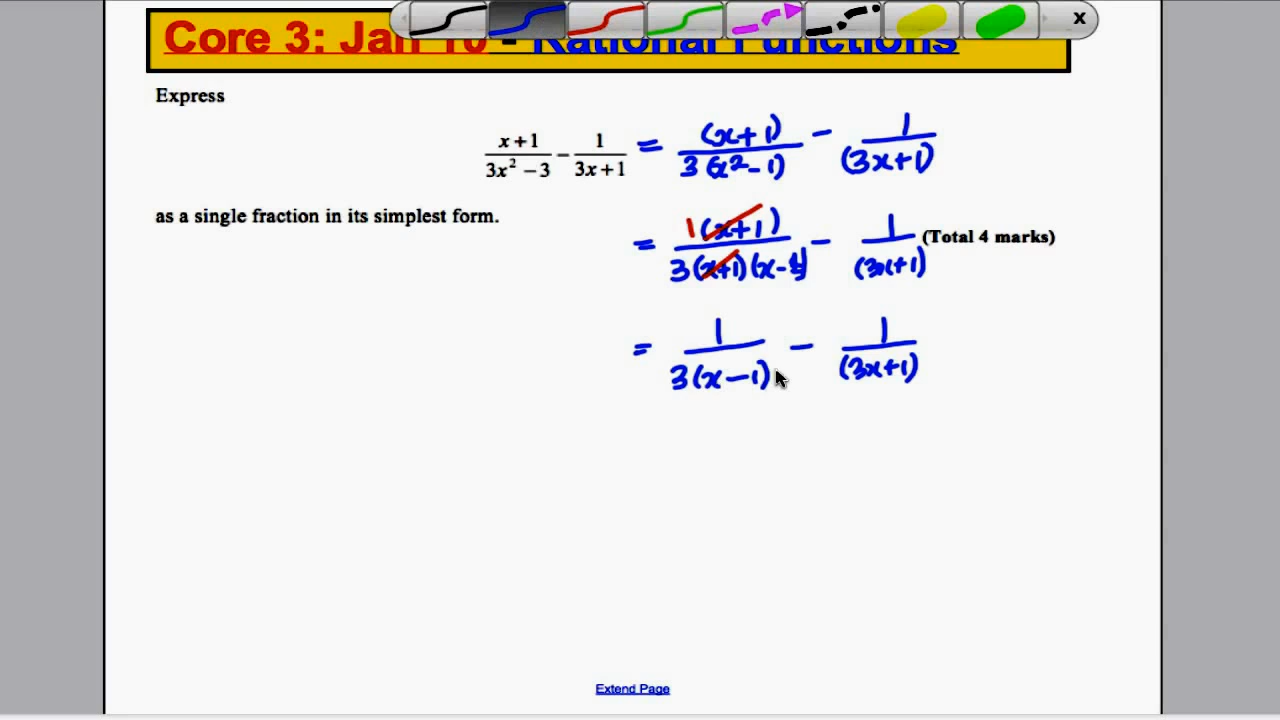 Core 3: Jan 10 - Rational Functions
x
Express
x+1 / 3x² − 3 − 1 / 3x+1 = (x+1) / 3(x²−1) − 1 / (3x+1)
as a single fraction in its simplest form.
= 1 (x+1) / 3(x+1)(x−1) − 1 / (3x+1)
(Total 4 marks)
= 1 / 3(x−1) − 1 / (3x+1)
Extend Page